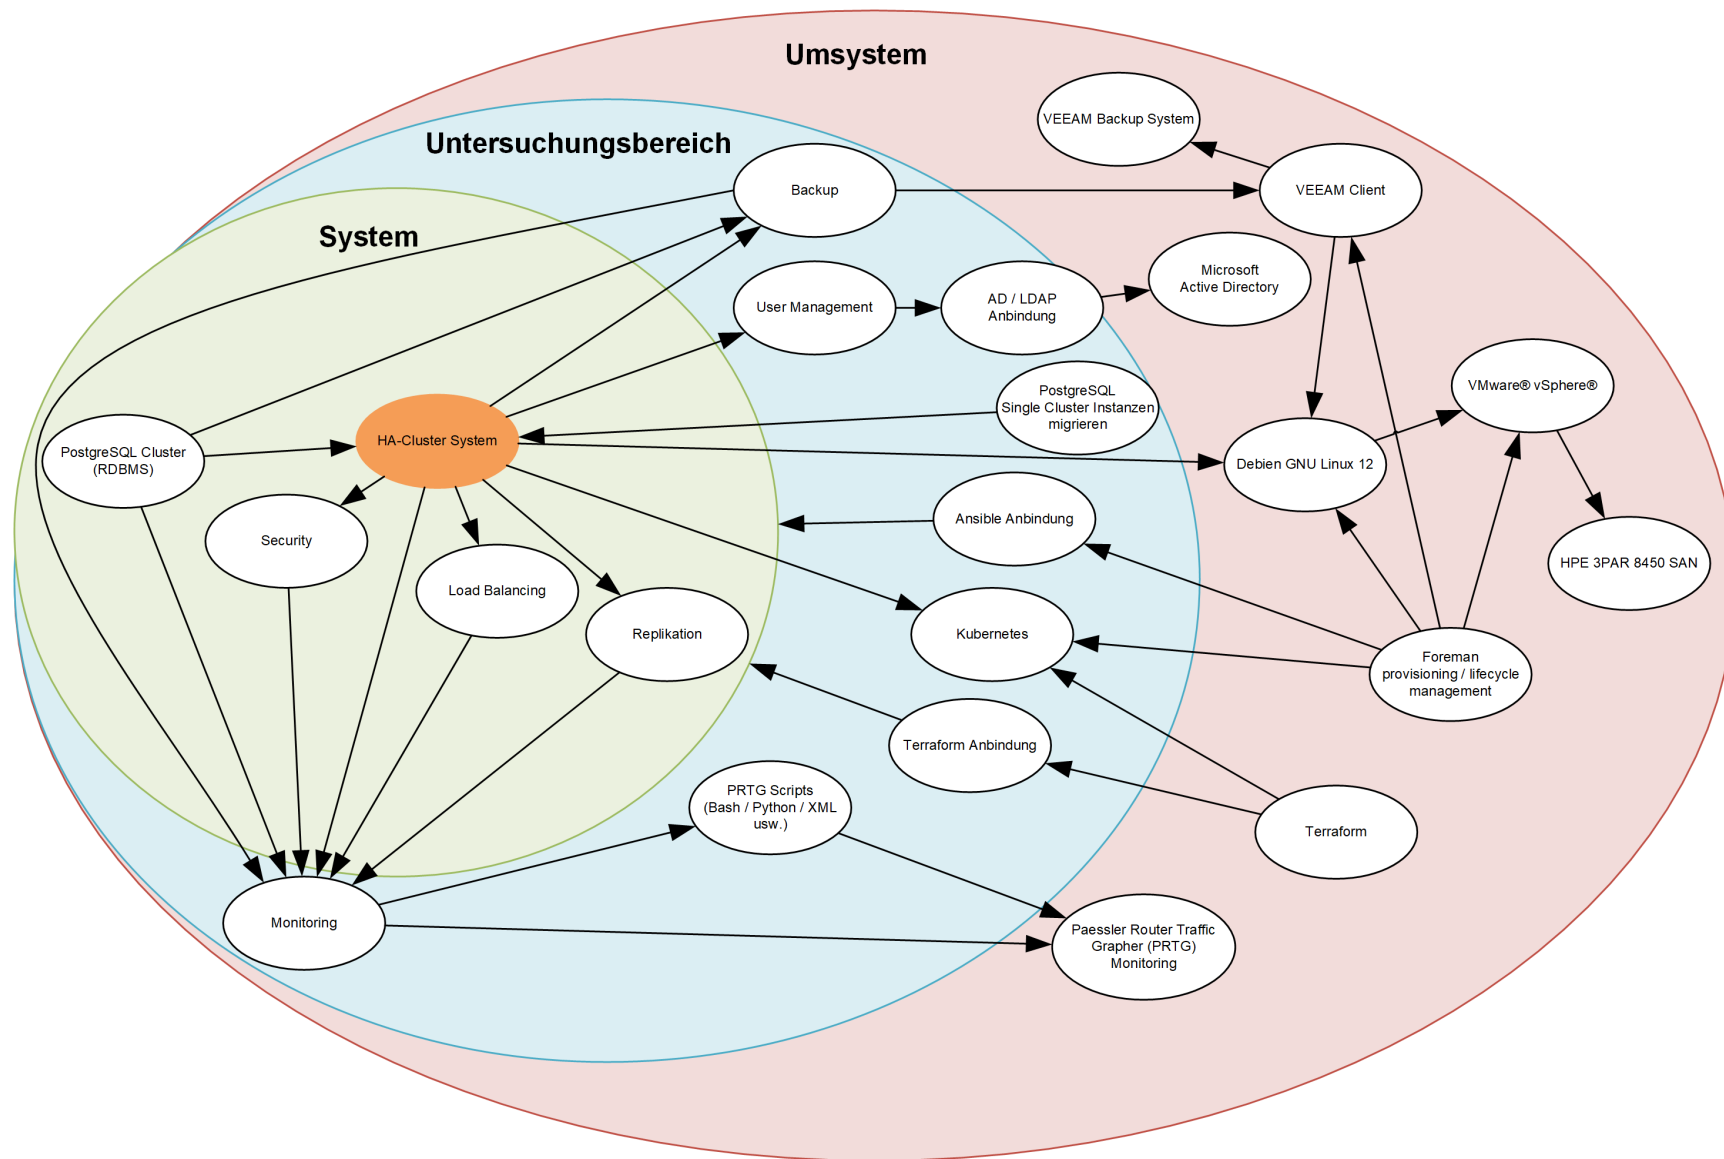 Umsystem
VEEAM Backup System
Untersuchungsbereich
Backup
VEEAM Client
System
Microsoft
Active Directory
User Management
AD / LDAP
Anbindung
PostgreSQL
Single Cluster Instanzen
migrieren
VMware® vSphere®
HA-Cluster System
PostgreSQL Cluster
(RDBMS)
Debien GNU Linux 12
Ansible Anbindung
Security
HPE 3PAR 8450 SAN
Load Balancing
Replikation
Kubernetes
Foreman
provisioning / lifecycle
management
Terraform Anbindung
PRTG Scripts
(Bash / Python / XML
usw.)
Terraform
Monitoring
Paessler Router Traffic
Grapher (PRTG)
Monitoring